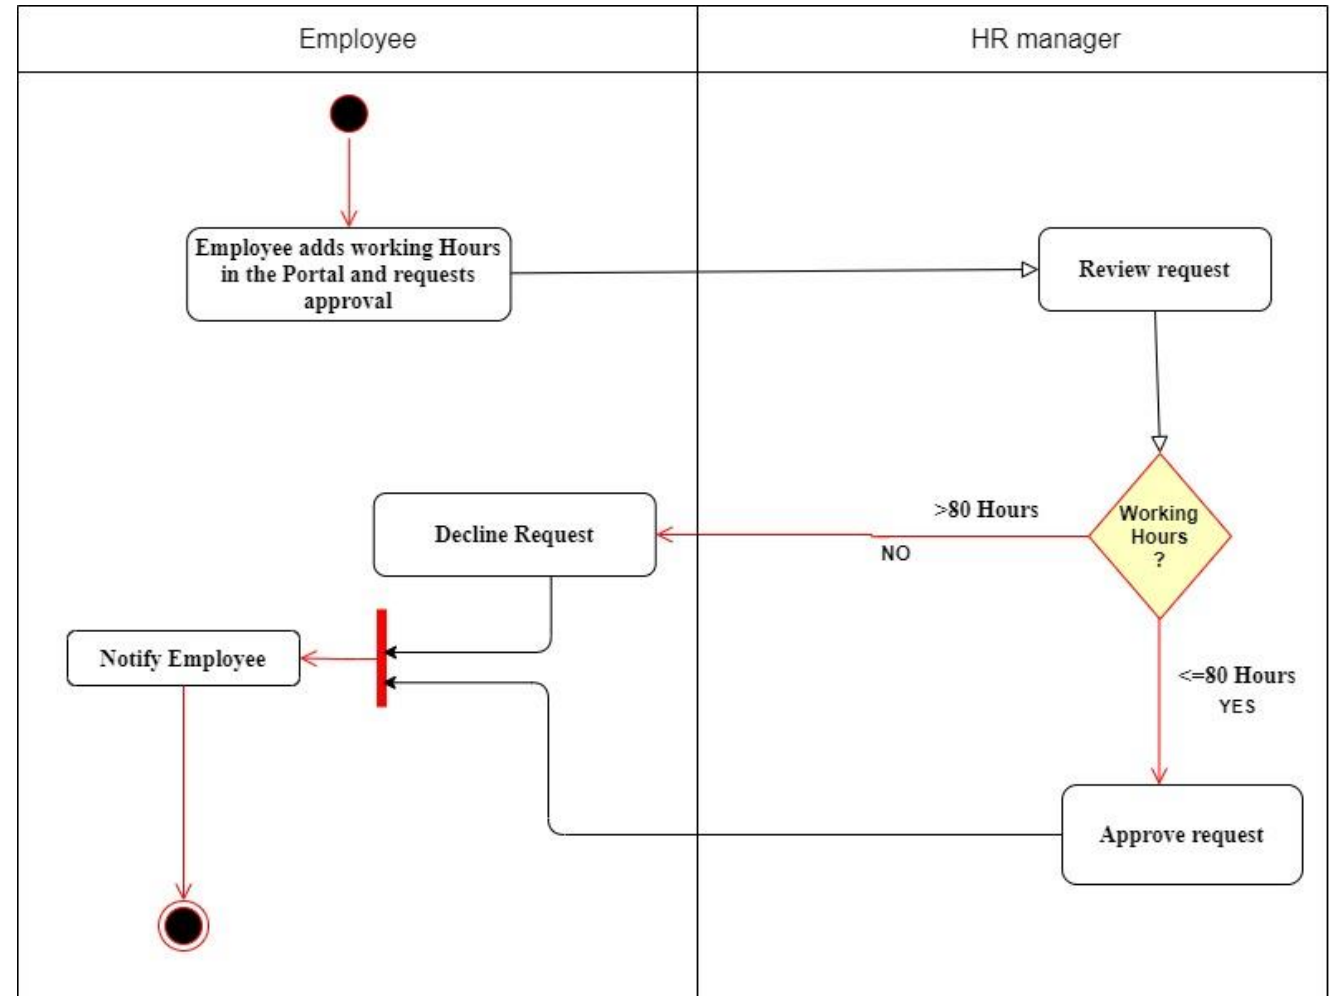 Employee
HR manager
Employee adds working Hours
in the Portal and requests
approval
Review request
>80 Hours
NO
Working
Hours
?
Decline Request
Notify Employee
<=80 Hours
YES
Approve request